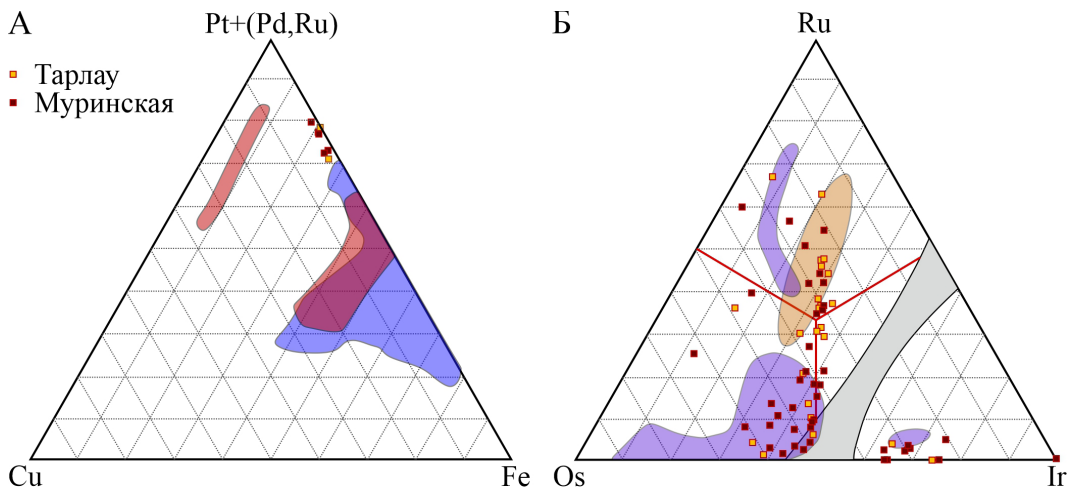 А
Pt+(Pd,Ru)
Тарлау
Муринская
Cu
Fe
Б
Ru
Os
Ir